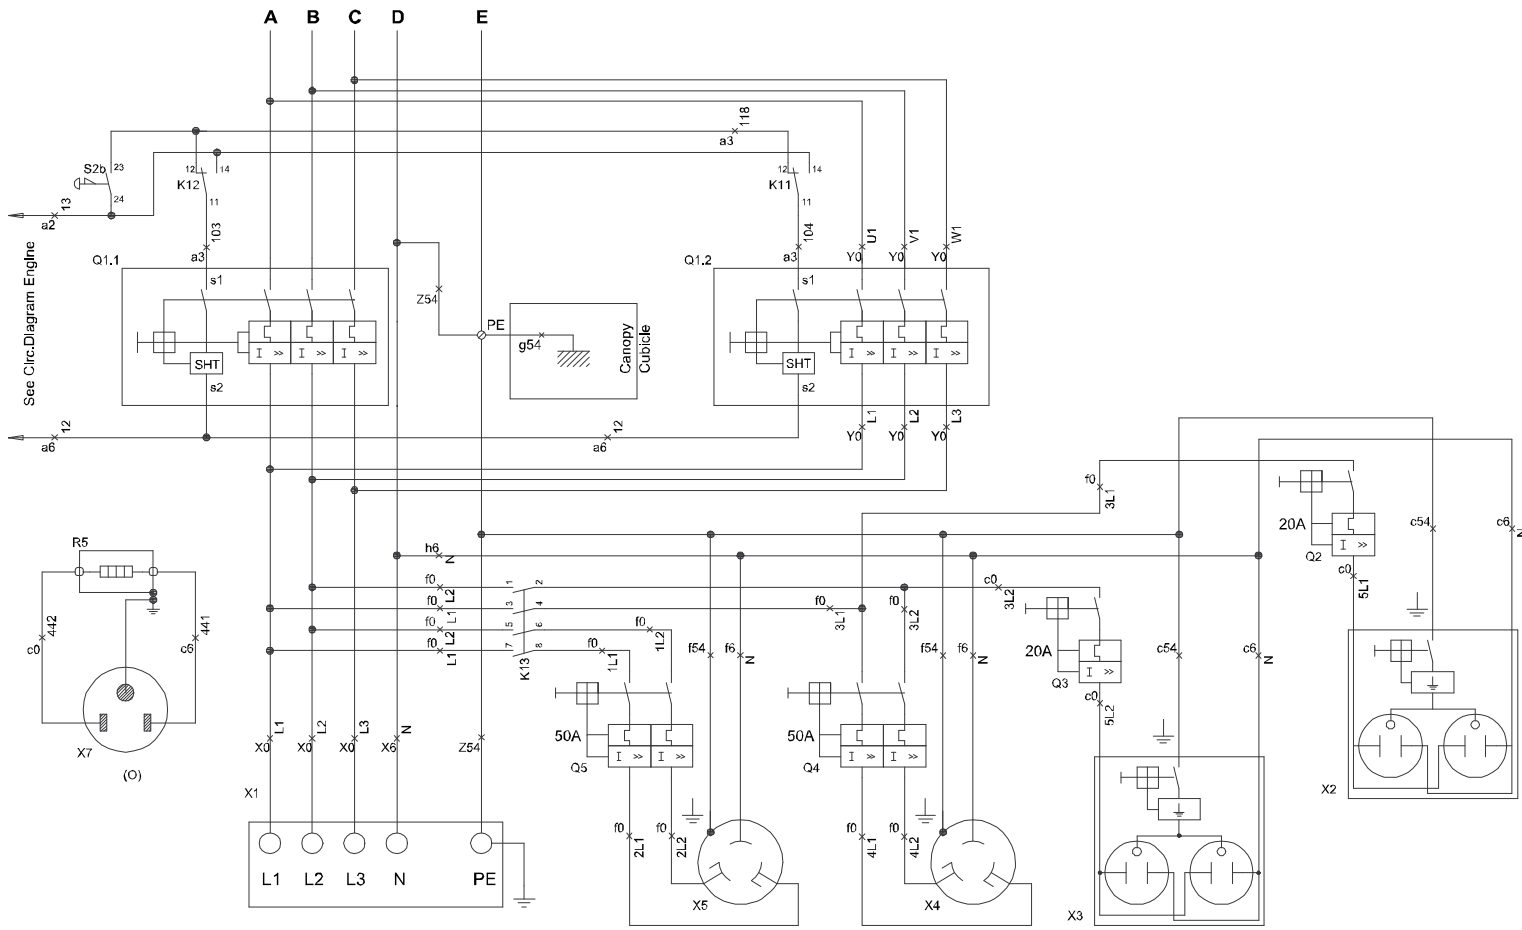 A B C D E
118
a3
S2b 23
24
12 14
K12
11
12 14
K11
11
13
a2
103
a3
104
a3
U1 V1 W1
Y0 Y0 Y0
See Circ.Diagram Engine
Q1.1
s1
I >> I >> I >>
SHT
s2
Z54
PE
g54
Canopy
Cubicle
Q1.2
s1
I >> I >> I >>
SHT
s2
12
a6
12
a6
L1 L2 L3
Y0 Y0 Y0
f0
3L1
20A
I >>
Q2
c0
5L1
c54
c6
N
R5
442
c0
441
c6
X7
(O)
h6
N
f0 L2 1 2
f0 L1 3 4
f0 L2 5 6
f0 L1 7 8
K13
f0
1L2
f0
1L1
f0
3L1
f0
3L2
c0
3L2
20A
I >>
Q3
c0
5L2
f54 f6 N
f54 f6 N
c54 c6 N
L1 L2 L3 N
X0 X0 X0 X6 Z54
50A
I >> I >>
Q5
50A
I >> I >>
Q4
X1
L1 L2 L3 N PE
f0 f0
2L1 2L2
X5
f0 f0
4L1 4L2
X4
X3
X2